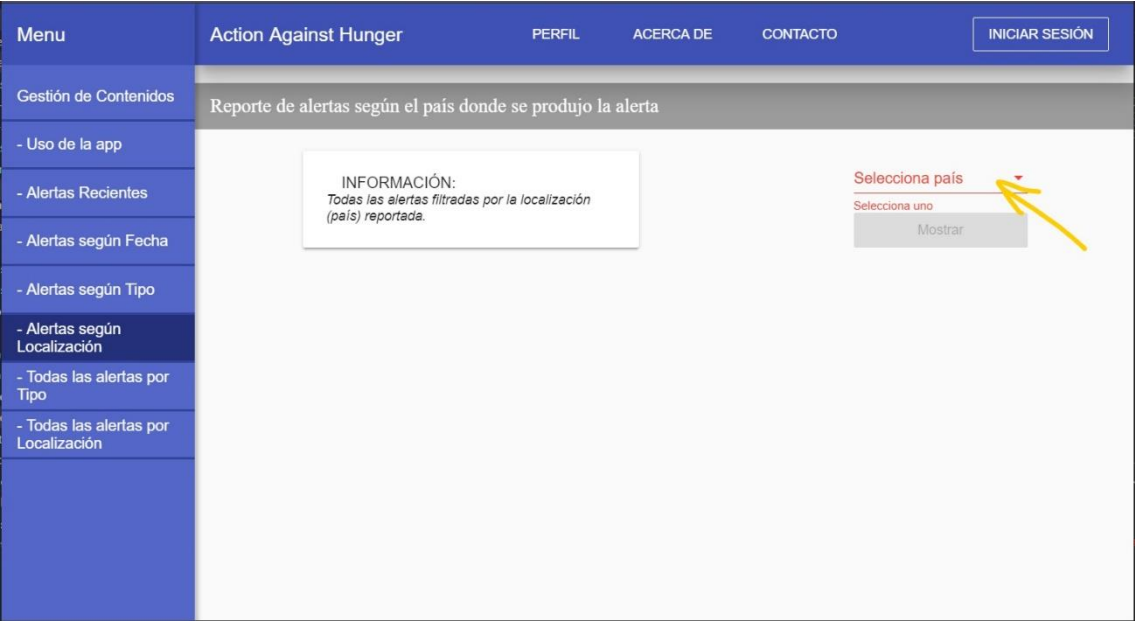 Menu
Action Against Hunger
PERFIL
ACERCA DE
CONTACTO
INICIAR SESIÓN
Gestión de Contenidos
- Uso de la app
- Alertas Recientes
- Alertas según Fecha
- Alertas según Tipo
- Alertas según
Localización
- Todas las alertas por
Tipo
- Todas las alertas por
Localización
Reporte de alertas según el país donde se produjo la alerta
INFORMACIÓN:
Todas las alertas filtradas por la localización
(país) reportada.
Selecciona país
Selecciona uno
Mostrar